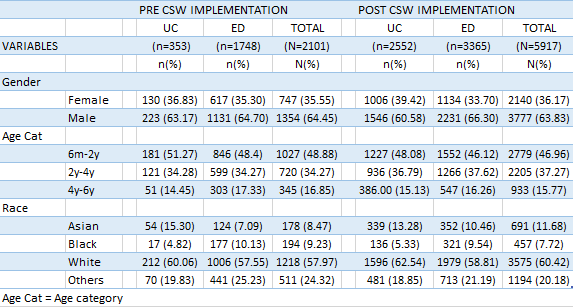 PRE CSW IMPLEMENTATION POST CSW IMPLEMENTATION
UC ED TOTAL UC ED TOTAL
VARIABLES (n=353) (n=1748) (N=2101) (n=2552) (n=3365) (N=5917)
n(%) n(%) N(%) n(%) n(%) N(%)
Gender
Female 130 (36.83) 617 (35.30) 747 (35.55) 1006 (39.42) 1134 (33.70) 2140 (36.17)
Male 223 (63.17) 1131 (64.70) 1354 (64.45) 1546 (60.58) 2231 (66.30) 3777 (63.83)
Age Cat
6m-2y 181 (51.27) 846 (48.4) 1027 (48.88) 1227 (48.08) 1552 (46.12) 2779 (46.96)
2y-4y 121 (34.28) 599 (34.27) 720 (34.27) 936 (36.79) 1266 (37.62) 2205 (37.27)
4y-6y 51 (14.45) 303 (17.33) 345 (16.85) 386.00 (15.13) 547 (16.26) 933 (15.77)
Race
Asian 54 (15.30) 124 (7.09) 178 (8.47) 339 (13.28) 352 (10.46) 691 (11.68)
Black 17 (4.82) 177 (10.13) 194 (9.23) 136 (5.33) 321 (9.54) 457 (7.72)
White 212 (60.06) 1006 (57.55) 1218 (57.97) 1596 (62.54) 1979 (58.81) 3575 (60.42)
Others 70 (19.83) 441 (25.23) 511 (24.32) 481 (18.85) 713 (21.19) 1194 (20.18)
Age Cat = Age category